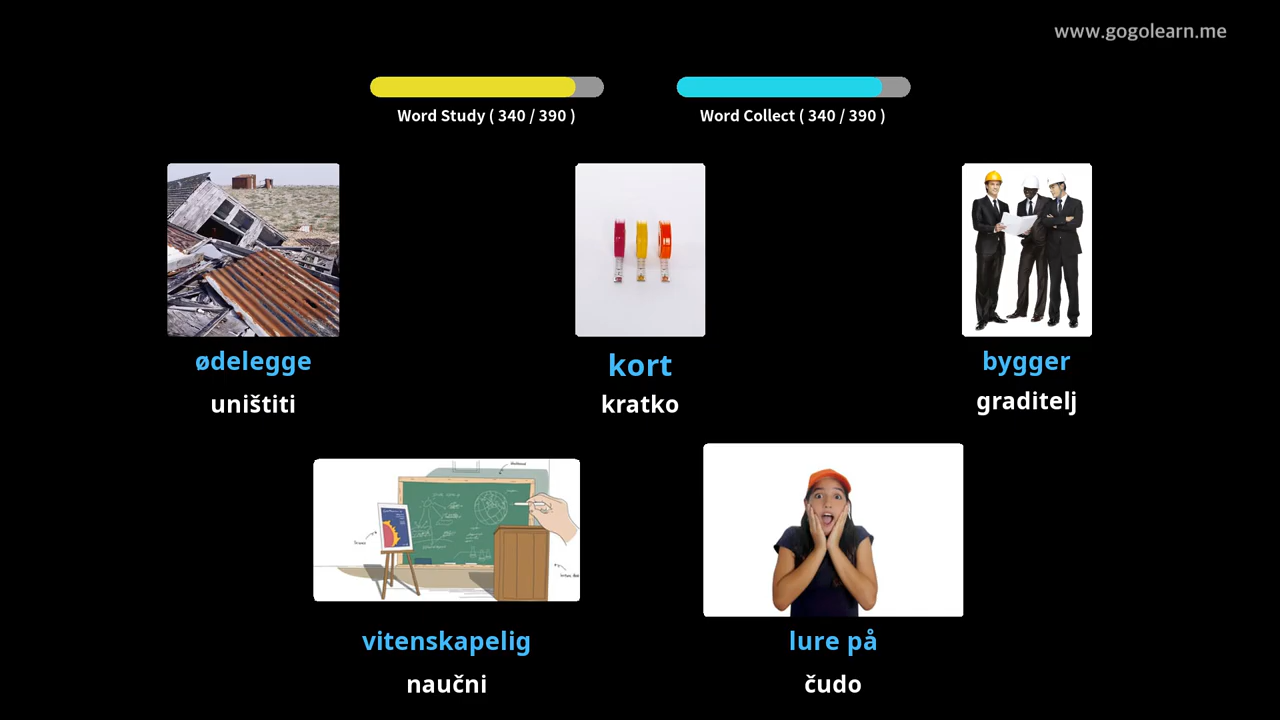 www.gogolearn.me
Word Study ( 340 / 390 )
Word Collect ( 340 / 390 )
ødelegge
kort
bygger
uništiti
kratko
graditelj
vitenskapelig
lure på
naučni
čudo